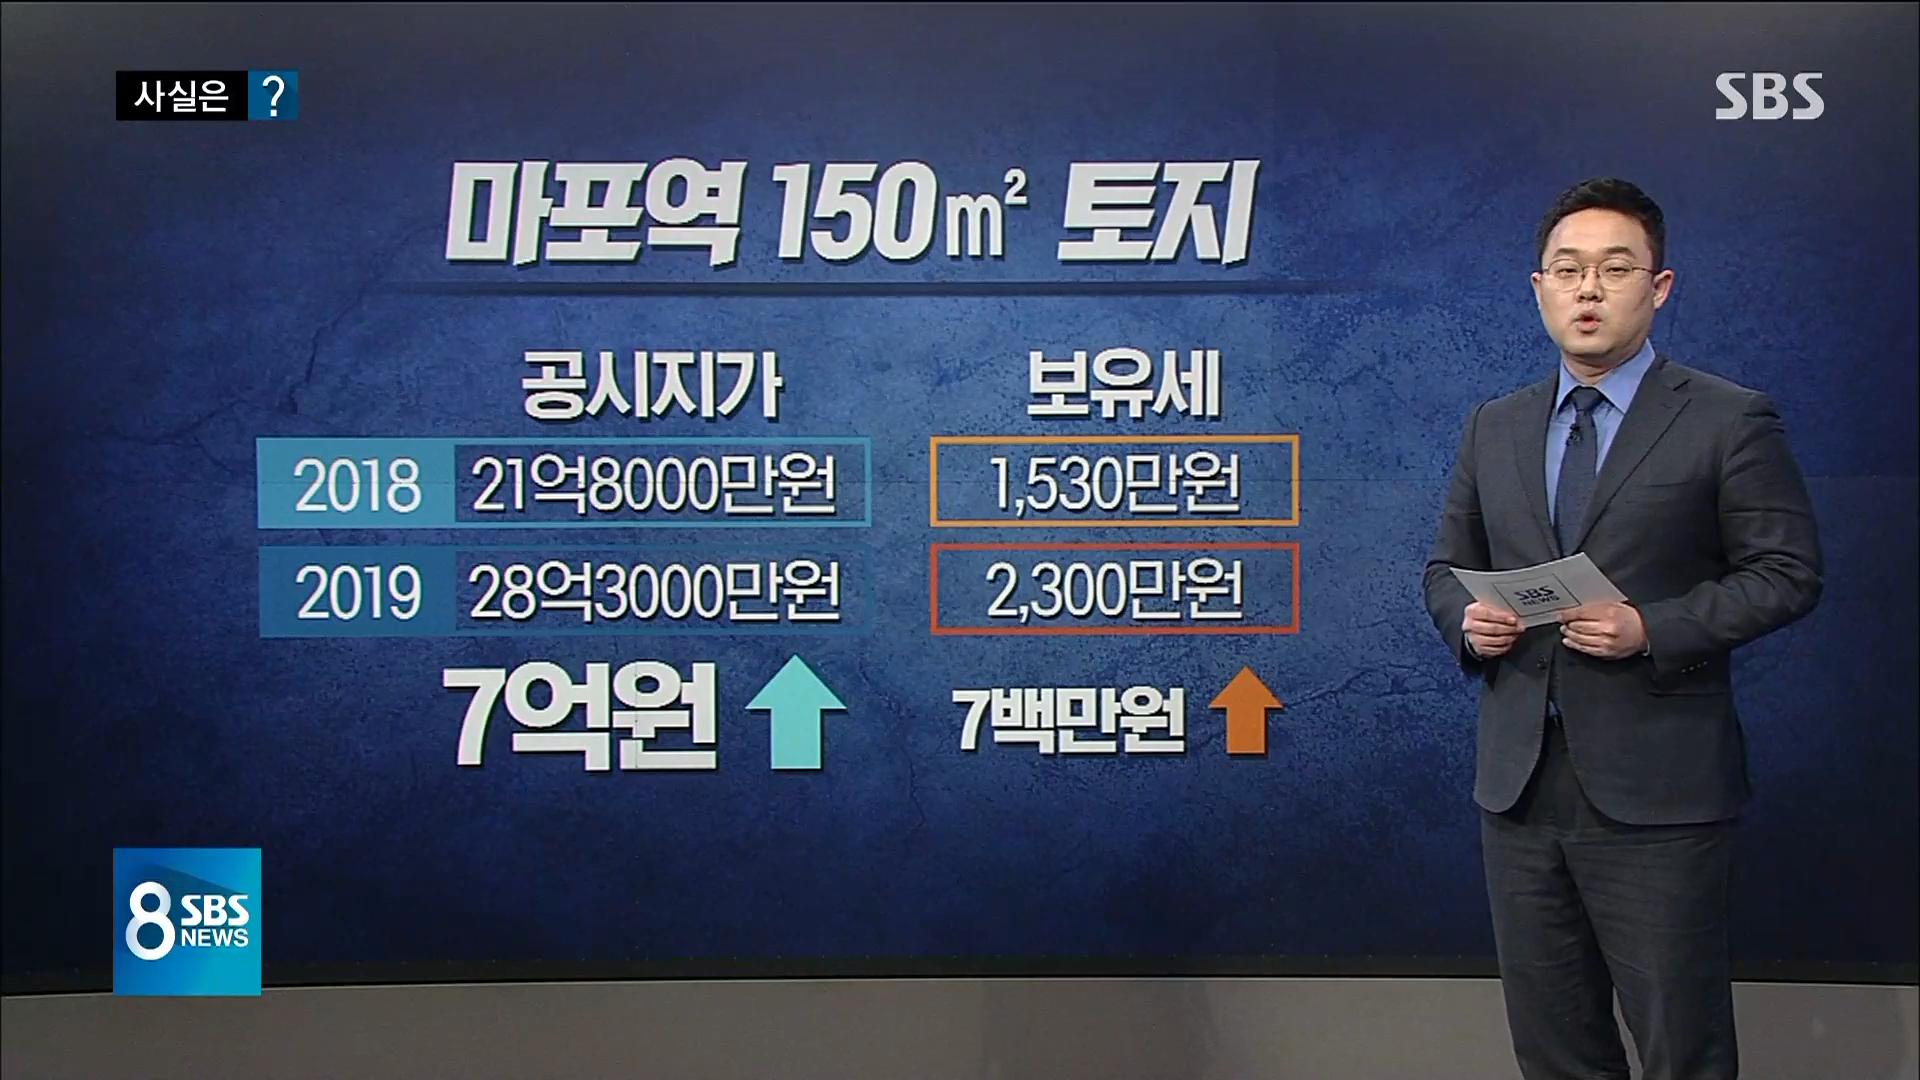 사실은 ?
SBS
마포역 150㎡ 토지
공시지가 보유세
2018 21억8000만원 1,530만원
2019 28억3000만원 2,300만원
7억원 7백만원
SBS
NEWS
8 SBS
NEWS